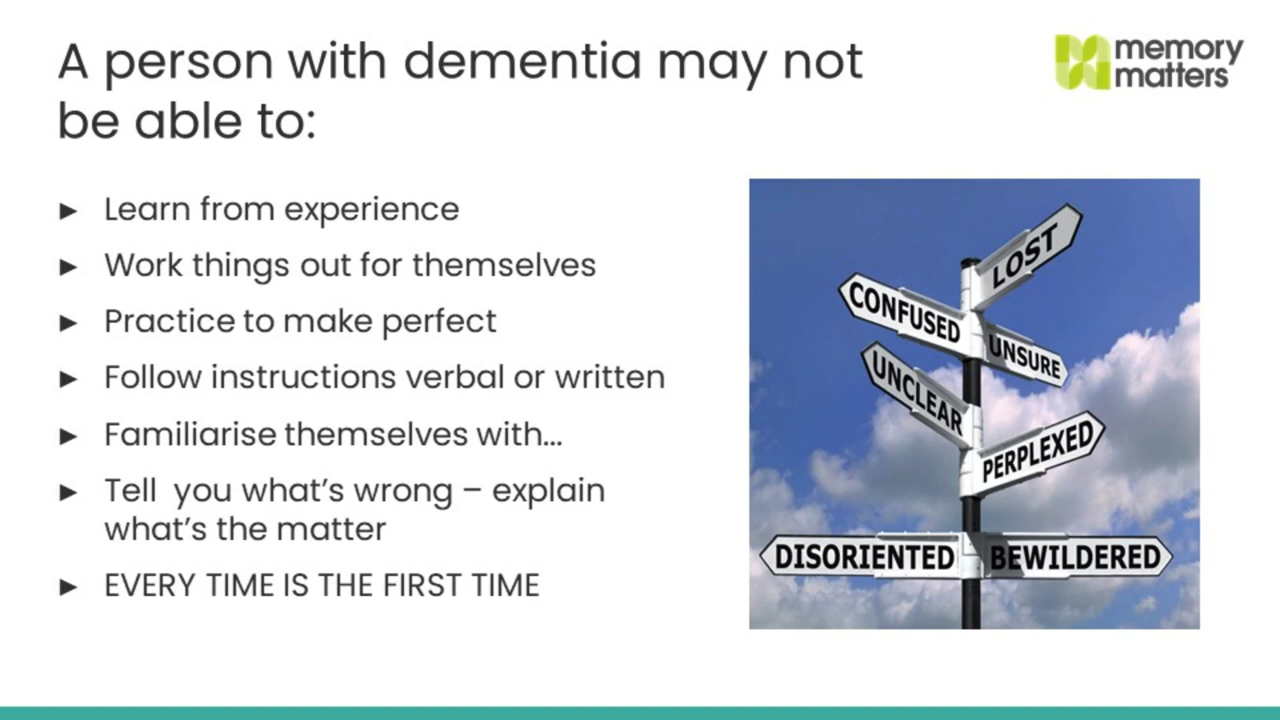 A person with dementia may not
be able to:
memory
matters
► Learn from experience
► Work things out for themselves
► Practice to make perfect
► Follow instructions verbal or written
► Familiarise themselves with...
► Tell  you what's wrong – explain
what's the matter
► EVERY TIME IS THE FIRST TIME
LOST
CONFUSED
UNSURE
UNCLEAR
PERPLEXED
DISORIENTED
BEWILDERED